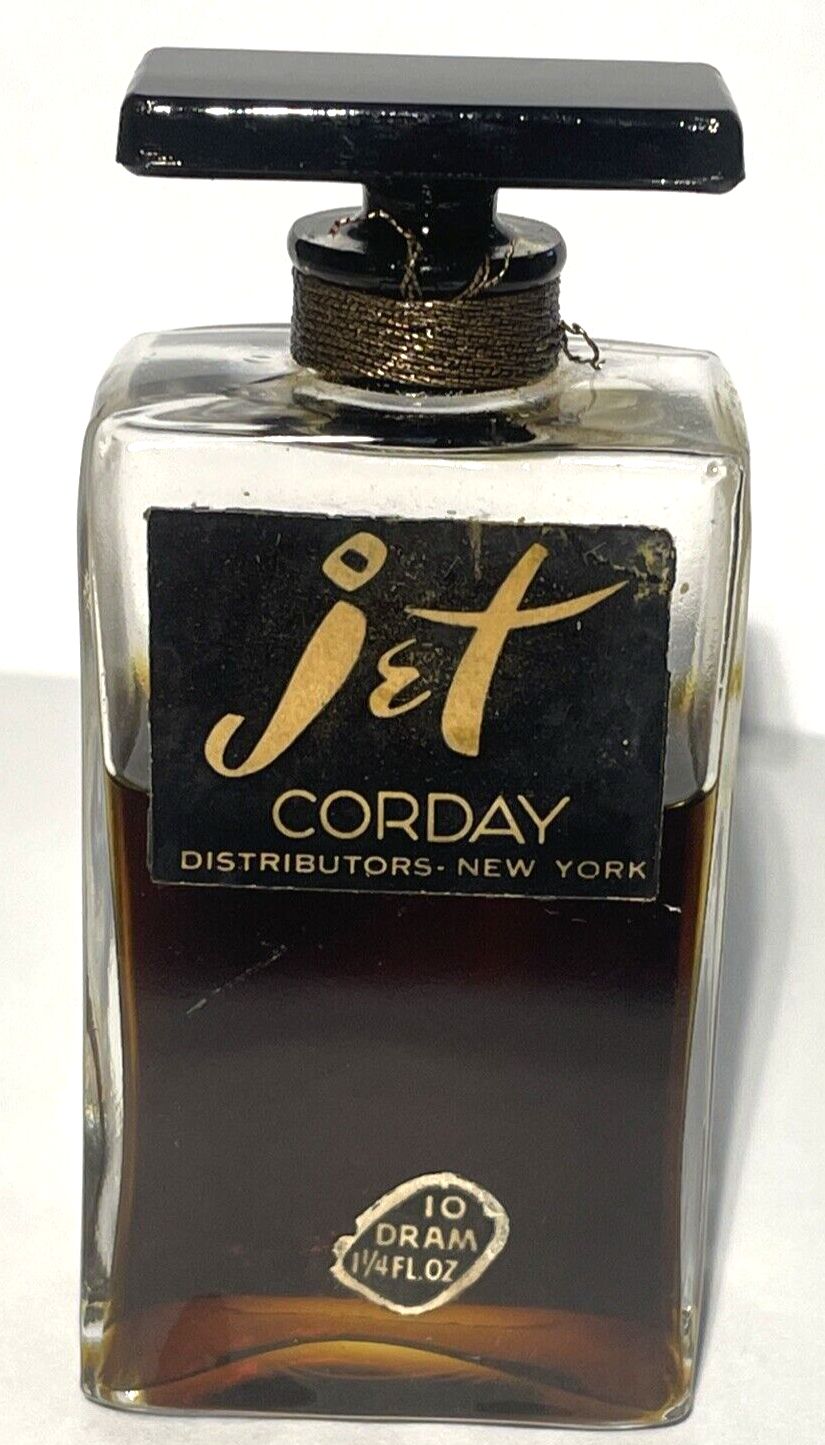 jet
CORDAY
DISTRIBUTORS- NEW YORK
10
DRAM
1 1/4 FL.OZ